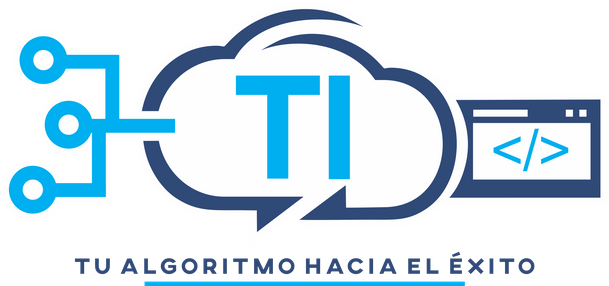 TI
</>
TU ALGORITMO HACIA EL ÉXITO